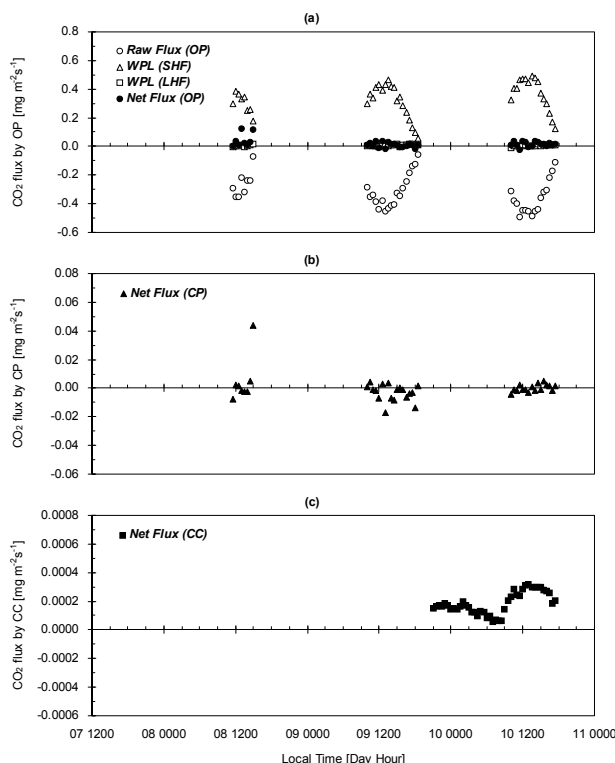 (a)
CO₂ flux by OP [mg m⁻²s⁻¹]
0.8
0.6
0.4
0.2
0.0
-0.2
-0.4
-0.6
Raw Flux (OP)
WPL (SHF)
WPL (LHF)
Net Flux (OP)
(b)
CO₂ flux by CP [mg m⁻²s⁻¹]
0.08
0.06
0.04
0.02
0.00
-0.02
-0.04
-0.06
Net Flux (CP)
(c)
CO₂ flux by CC [mg m⁻²s⁻¹]
0.0008
0.0006
0.0004
0.0002
0.0000
-0.0002
-0.0004
-0.0006
Net Flux (CC)
07 1200 08 0000 08 1200 09 0000 09 1200 10 0000 10 1200 11 0000
Local Time [Day Hour]